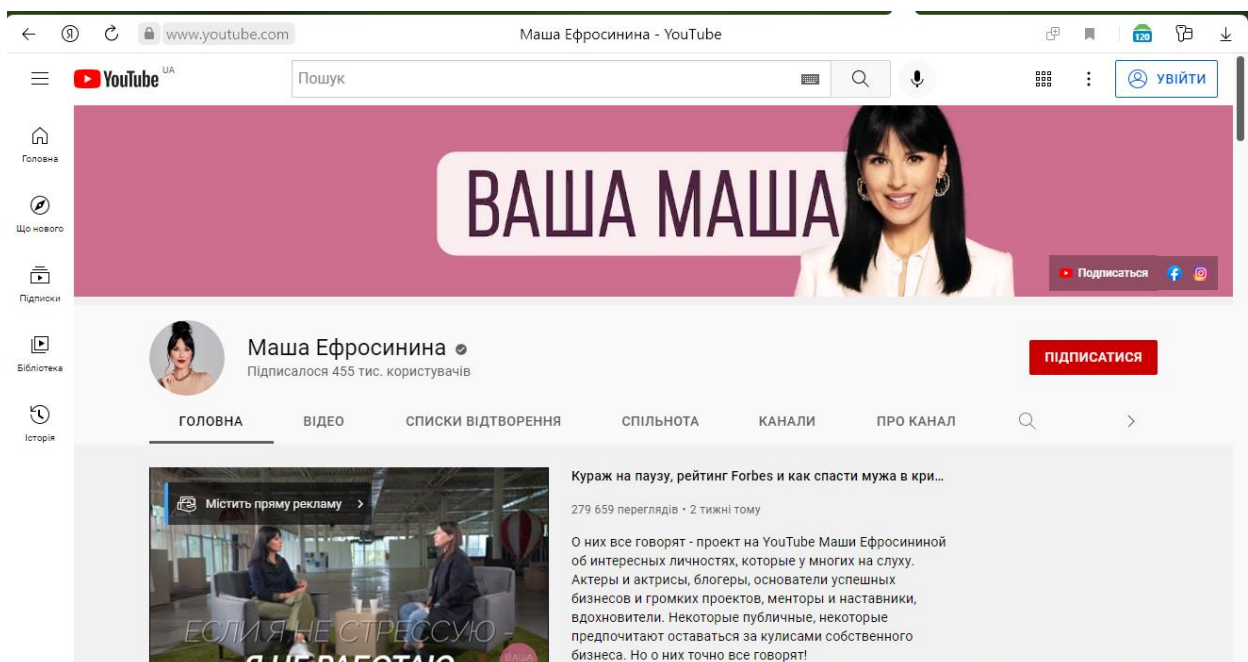 www.youtube.com
Маша Ефросинина - YouTube
120
YouTube UA
Пошук
УВІЙТИ
Головна
Що нового
Підписки
Бібліотека
Історія
ВАША МАША
Подписаться
Маша Ефросинина
Підписалося 455 тис. користувачів
ПІДПИСАТИСЯ
ГОЛОВНА ВІДЕО СПИСКИ ВІДТВОРЕННЯ СПІЛЬНОТА КАНАЛИ ПРО КАНАЛ
Містить пряму рекламу
ЕСЛИ Я НЕ СТРЕССУЮ -
Я НЕ РАБОТАЮ
ВАША
Кураж на паузу, рейтинг Forbes и как спасти мужа в кри...
279 659 переглядів • 2 тижні тому
О них все говорят - проект на YouTube Маши Ефросининой
об интересных личностях, которые у многих на слуху.
Актеры и актрисы, блогеры, основатели успешных
бизнесов и громких проектов, менторы и наставники,
вдохновители. Некоторые публичные, некоторые
предпочитают оставаться за кулисами собственного
бизнеса. Но о них точно все говорят!